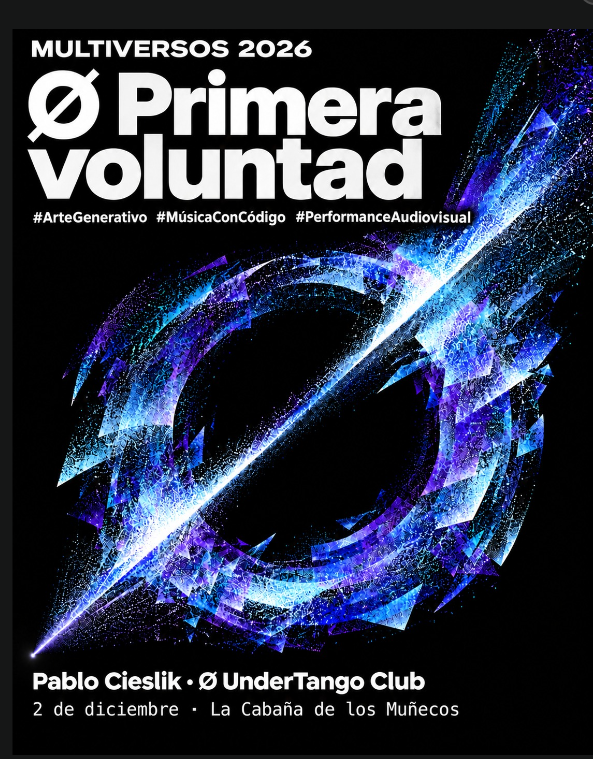 MULTIVERSOS 2026
Ø Primera
voluntad
#ArteGenerativo #MúsicaConCódigo #PerformanceAudiovisual
Pablo Cieslik · Ø UnderTango Club
2 de diciembre · La Cabaña de los Muñecos